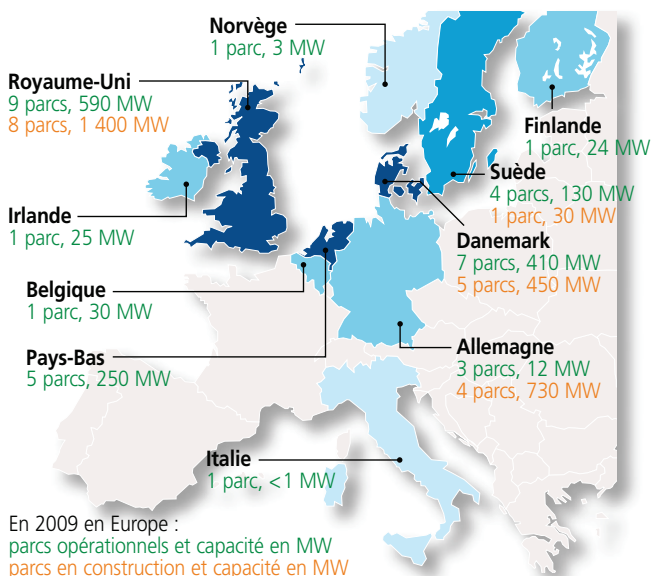 Norvège
1 parc, 3 MW
Royaume-Uni
9 parcs, 590 MW
8 parcs, 1 400 MW
Finlande
1 parc, 24 MW
Suède
4 parcs, 130 MW
1 parc, 30 MW
Irlande
1 parc, 25 MW
Danemark
7 parcs, 410 MW
5 parcs, 450 MW
Belgique
1 parc, 30 MW
Pays-Bas
5 parcs, 250 MW
Allemagne
3 parcs, 12 MW
4 parcs, 730 MW
Italie
1 parc, <1 MW
En 2009 en Europe :
parcs opérationnels et capacité en MW
parcs en construction et capacité en MW